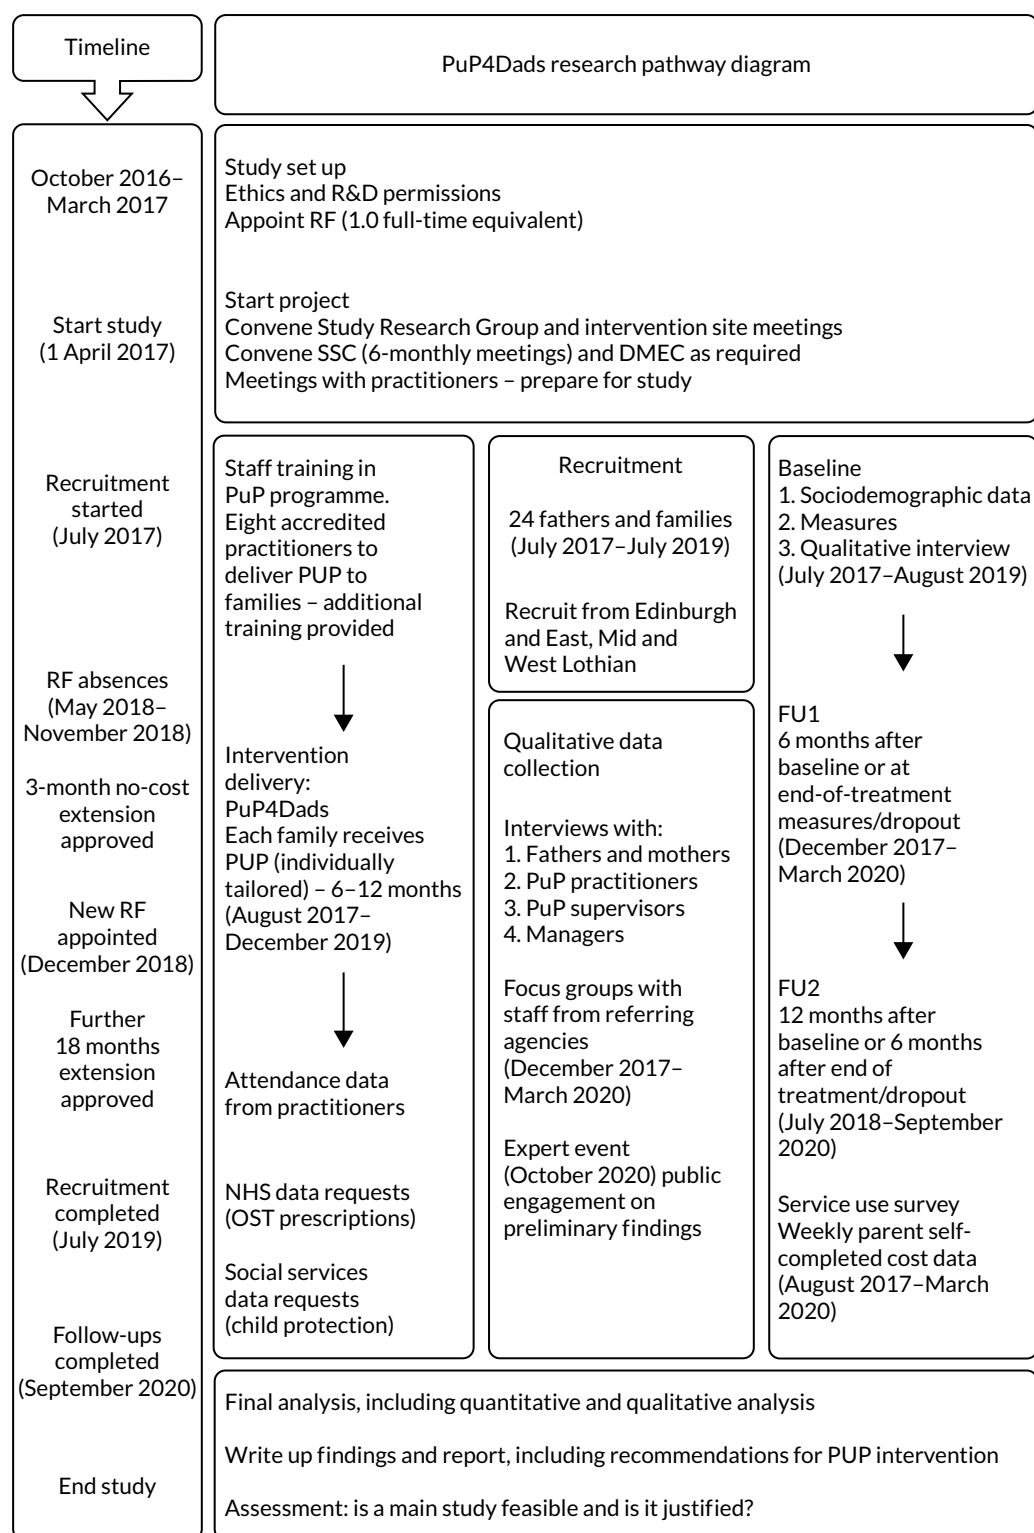 Timeline
PuP4Dads research pathway diagram
October 2016–
March 2017
Start study
(1 April 2017)
Recruitment
started
(July 2017)
RF absences
(May 2018–
November 2018)
3-month no-cost
extension
approved
New RF
appointed
(December 2018)
Further
18 months
extension
approved
Recruitment
completed
(July 2019)
Follow-ups
completed
(September 2020)
End study
Study set up
Ethics and R&D permissions
Appoint RF (1.0 full-time equivalent)
Start project
Convene Study Research Group and intervention site meetings
Convene SSC (6-monthly meetings) and DMEC as required
Meetings with practitioners – prepare for study
Staff training in
PuP programme.
Eight accredited
practitioners to
deliver PUP to
families – additional
training provided
Intervention
delivery:
PuP4Dads
Each family receives
PUP (individually
tailored) – 6–12 months
(August 2017–
December 2019)
Attendance data
from practitioners
NHS data requests
(OST prescriptions)
Social services
data requests
(child protection)
Recruitment
24 fathers and families
(July 2017–July 2019)
Recruit from Edinburgh
and East, Mid and
West Lothian
Qualitative data
collection
Interviews with:
1. Fathers and mothers
2. PuP practitioners
3. PuP supervisors
4. Managers
Focus groups with
staff from referring
agencies
(December 2017–
March 2020)
Expert event
(October 2020) public
engagement on
preliminary findings
Baseline
1. Sociodemographic data
2. Measures
3. Qualitative interview
(July 2017–August 2019)
FU1
6 months after
baseline or at
end-of-treatment
measures/dropout
(December 2017–
March 2020)
FU2
12 months after
baseline or 6 months
after end of
treatment/dropout
(July 2018–September
2020)
Service use survey
Weekly parent self-
completed cost data
(August 2017–March
2020)
Final analysis, including quantitative and qualitative analysis
Write up findings and report, including recommendations for PUP intervention
Assessment: is a main study feasible and is it justified?